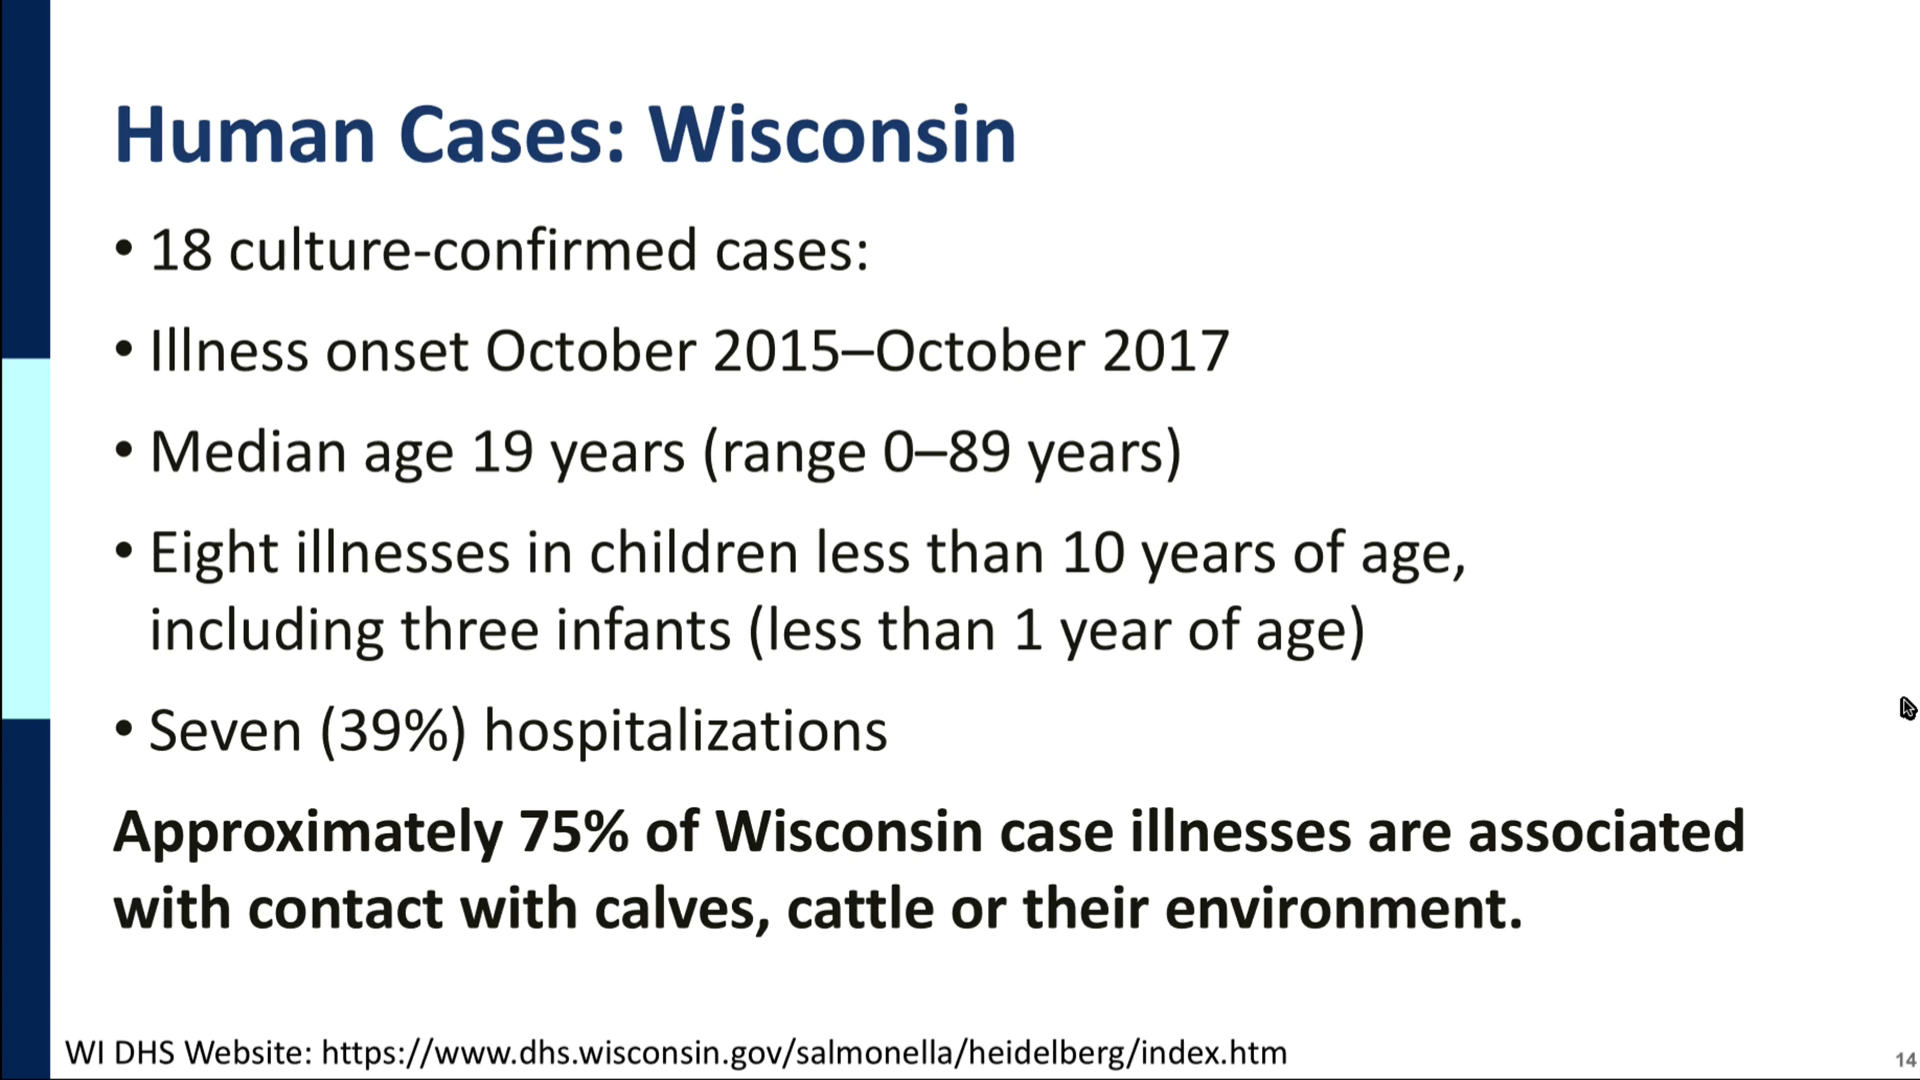 Human Cases: Wisconsin
• 18 culture-confirmed cases:
• Illness onset October 2015–October 2017
• Median age 19 years (range 0–89 years)
• Eight illnesses in children less than 10 years of age,
including three infants (less than 1 year of age)
• Seven (39%) hospitalizations
Approximately 75% of Wisconsin case illnesses are associated
with contact with calves, cattle or their environment.
WI DHS Website: https://www.dhs.wisconsin.gov/salmonella/heidelberg/index.htm
14